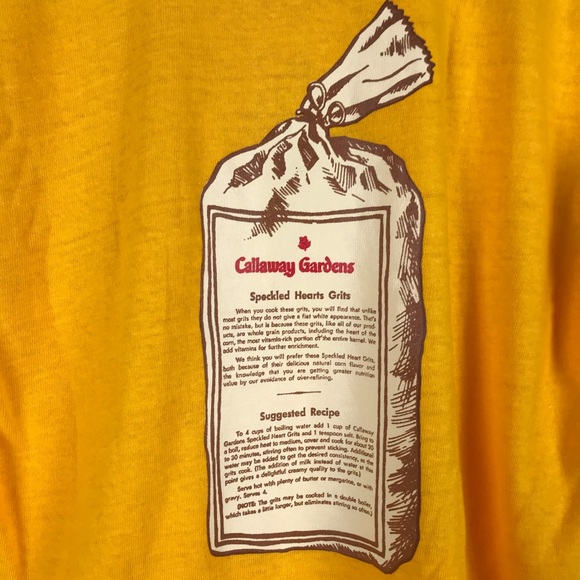 Callaway Gardens
Speckled Hearts Grits
When you cook these grits, you will find that unlike
most grits they do not give a flat white appearance. That's
no mistake, but is because these grits, like all of our prod-
ucts, are whole grain products, including the heart of the
corn, the most vitamin-rich portion of the entire kernel. We
add vitamins for further enrichment.
We think you will prefer these Speckled Heart Grits,
both because of their delicious natural corn flavor and
the knowledge that you are getting greater nutrition
value by our avoidance of over-refining.
Suggested Recipe
To 4 cups of boiling water add 1 cup of Callaway
Gardens Speckled Heart Grits and 1 teaspoon salt. Bring to
a boil, reduce heat to medium, cover and cook for about 20
to 30 minutes, stirring often to prevent sticking. Additional
water may be added to get the desired consistency, as the
grits cook. (The addition of milk instead of water at this
point gives a delightful creamy quality to the grits.)
Serve hot with plenty of butter or margarine, or with
gravy. Serves 4.
(NOTE: The grits may be cooked in a double boiler,
which takes a little longer, but eliminates stirring so often.)